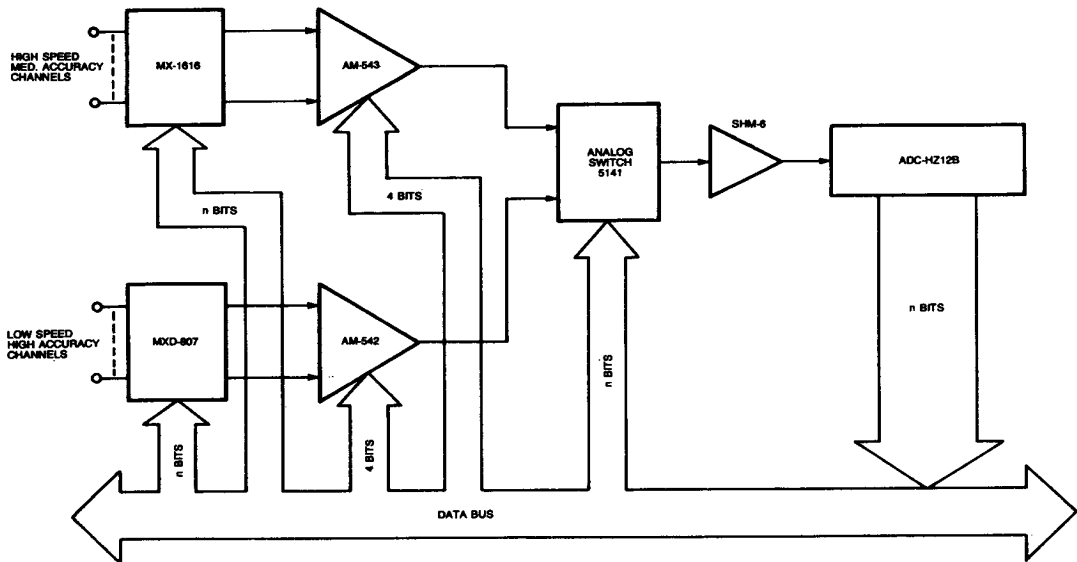 HIGH SPEED
MED. ACCURACY
CHANNELS
MX-1616
AM-543
SHM-6
ANALOG
SWITCH
5141
ADC-HZ12B
n BITS
4 BITS
LOW SPEED
HIGH ACCURACY
CHANNELS
MXD-807
AM-542
n BITS
4 BITS
n BITS
n BITS
DATA BUS